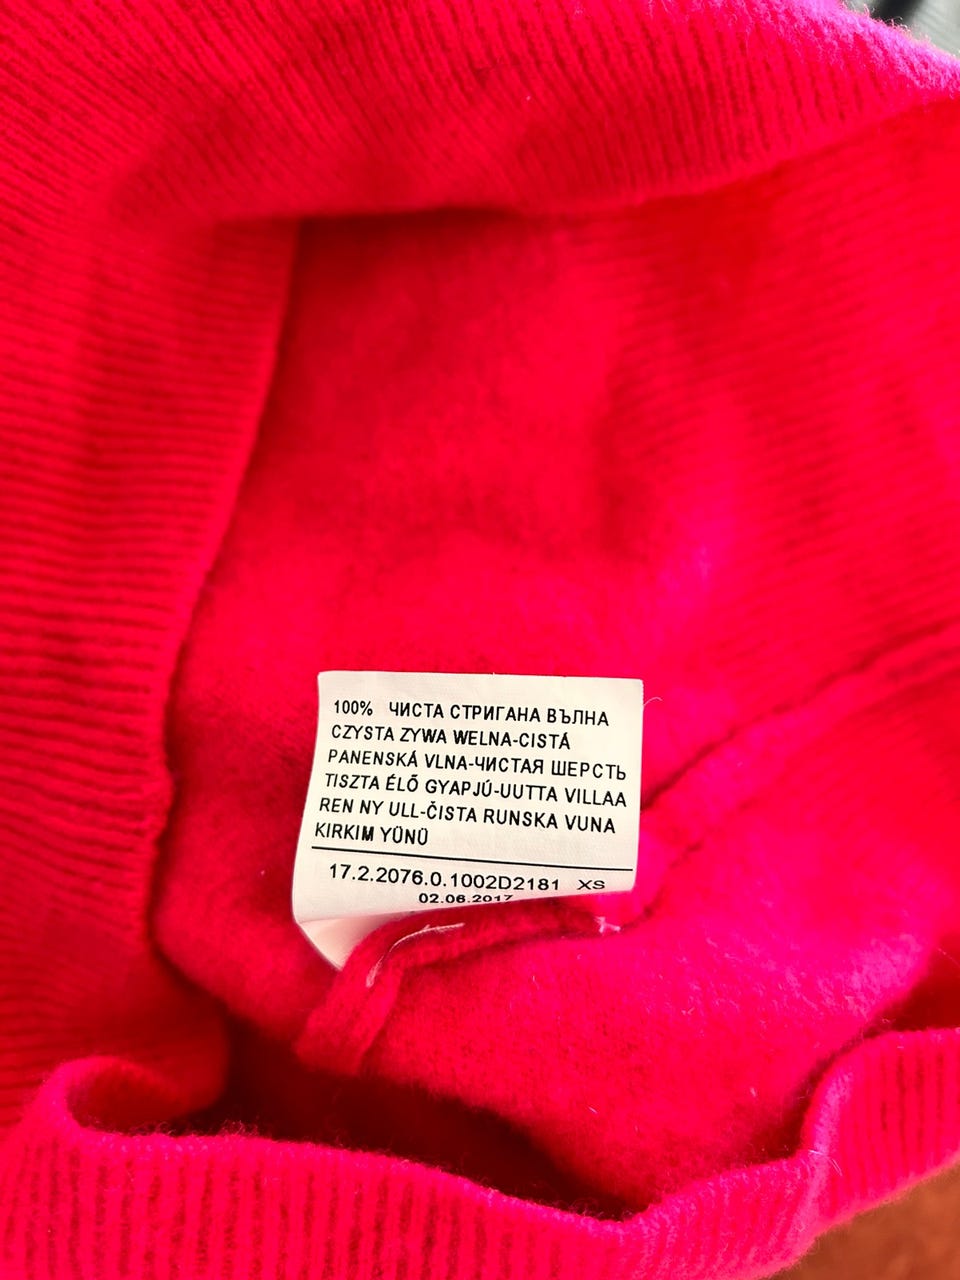 100% ЧИСТА СТРИГАНА ВЪЛНА
CZYSTA ZYWA WELNA-CISTÁ
PANENSKÁ VLNA-ЧИСТАЯ ШЕРСТЬ
TISZTA ÉLŐ GYAPJÚ-UUTTA VILLAA
REN NY ULL-ČISTA RUNSKA VUNA
KIRKIM YÜNÜ
17.2.2076.0.1002D2181 XS
02.06.2017